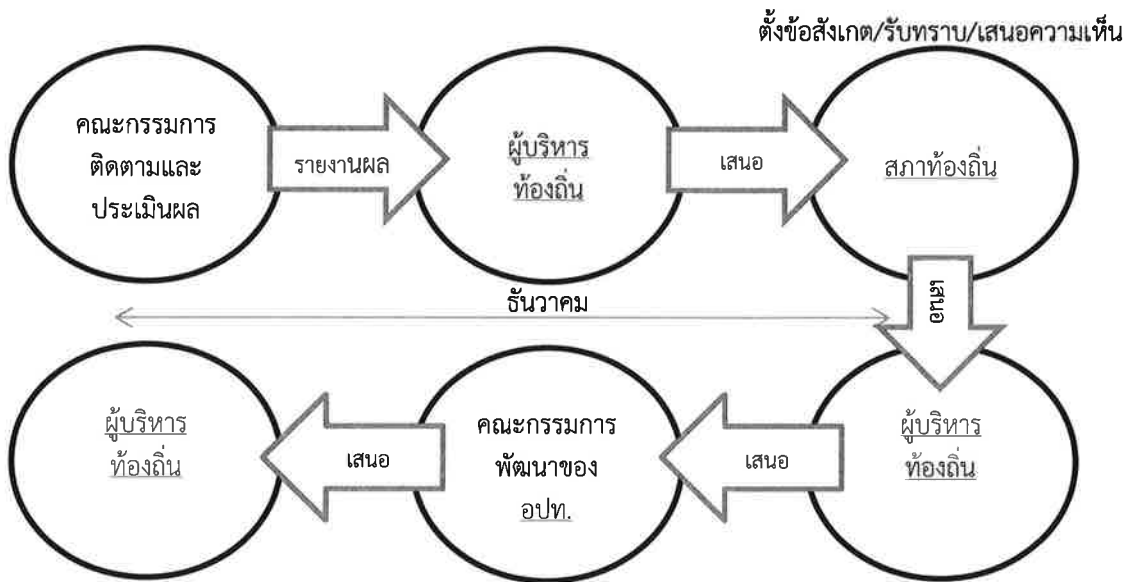 ตั้งข้อสังเกต/รับทราบ/เสนอความเห็น
คณะกรรมการ
ติดตามและ
ประเมินผล
รายงานผล
ผู้บริหาร
ท้องถิ่น
เสนอ
สภาท้องถิ่น
เสนอ
ธันวาคม
ผู้บริหาร
ท้องถิ่น
เสนอ
คณะกรรมการ
พัฒนาของ
อปท.
เสนอ
ผู้บริหาร
ท้องถิ่น